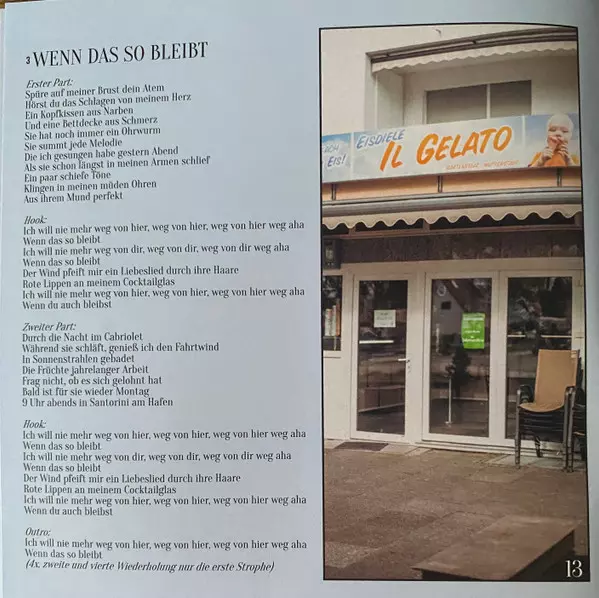 3 WENN DAS SO BLEIBT
Erster Part:
Spüre auf meiner Brust dein Atem
Hörst du das Schlagen von meinem Herz
Ein Kopfkissen aus Narben
Und eine Bettdecke aus Schmerz
Sie hat noch immer ein Ohrwurm
Sie summt jede Melodie
Die ich gesungen habe gestern Abend
Als sie schon längst in meinen Armen schlief
Ein paar schiefe Töne
Klingen in meinen müden Ohren
Aus ihrem Mund perfekt
Hook:
Ich will nie mehr weg von hier, weg von hier, weg von hier weg aha
Wenn das so bleibt
Ich will nie mehr weg von dir, weg von dir, weg von dir weg aha
Wenn das so bleibt
Der Wind pfeift mir ein Liebeslied durch ihre Haare
Rote Lippen an meinem Cocktailglas
Ich will nie mehr weg von hier, weg von hier, weg von hier weg aha
Wenn du auch bleibst
Zweiter Part:
Durch die Nacht im Cabriolet
Während sie schläft, genieß ich den Fahrtwind
In Sonnenstrahlen gebadet
Die Früchte jahrelanger Arbeit
Frag nicht, ob es sich gelohnt hat
Bald ist für sie wieder Montag
9 Uhr abends in Santorini am Hafen
Hook:
Ich will nie mehr weg von hier, weg von hier, weg von hier weg aha
Wenn das so bleibt
Ich will nie mehr weg von dir, weg von dir, weg von dir weg aha
Wenn das so bleibt
Der Wind pfeift mir ein Liebeslied durch ihre Haare
Rote Lippen an meinem Cocktailglas
Ich will nie mehr weg von hier, weg von hier, weg von hier weg aha
Wenn du auch bleibst
Outro:
Ich will nie mehr weg von hier, weg von hier, weg von hier weg aha
Wenn das so bleibt
(4x, zweite und vierte Wiederholung nur die erste Strophe)
EIS!
EISDIELE
IL GELATO
13